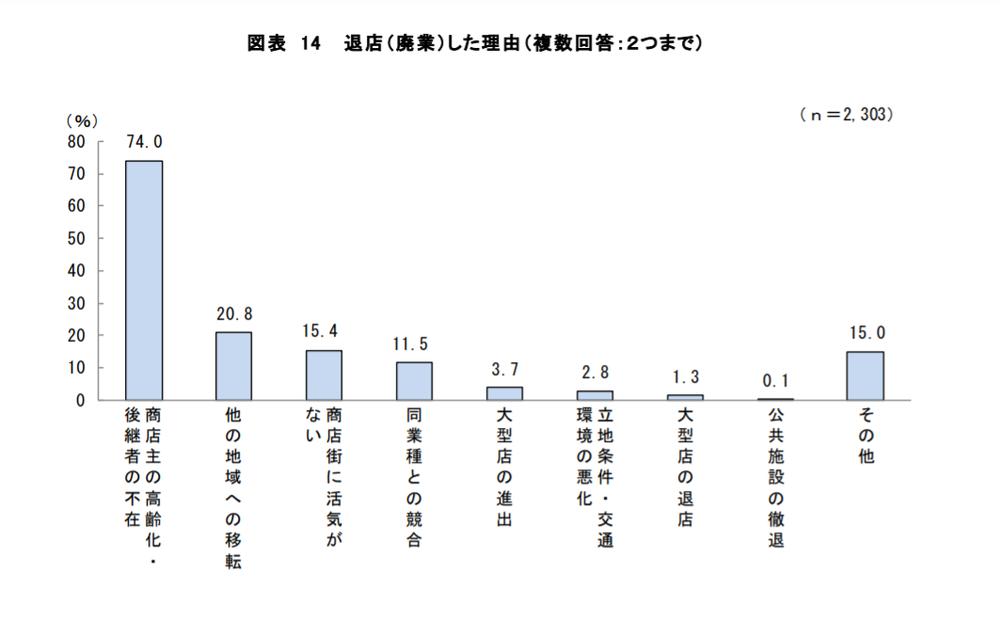 図表 14 退店(廃業)した理由(複数回答:2つまで)
(n=2,303)
(%)
80
70
60
50
40
30
20
10
0
74.0
20.8
15.4
11.5
3.7
2.8
1.3
0.1
15.0
商店主の高齢化・
後継者の不在
他の地域への移転
商店街に活気が
ない
同業種との競合
大型店の進出
立地条件・交通
環境の悪化
大型店の退店
公共施設の徹退
その他